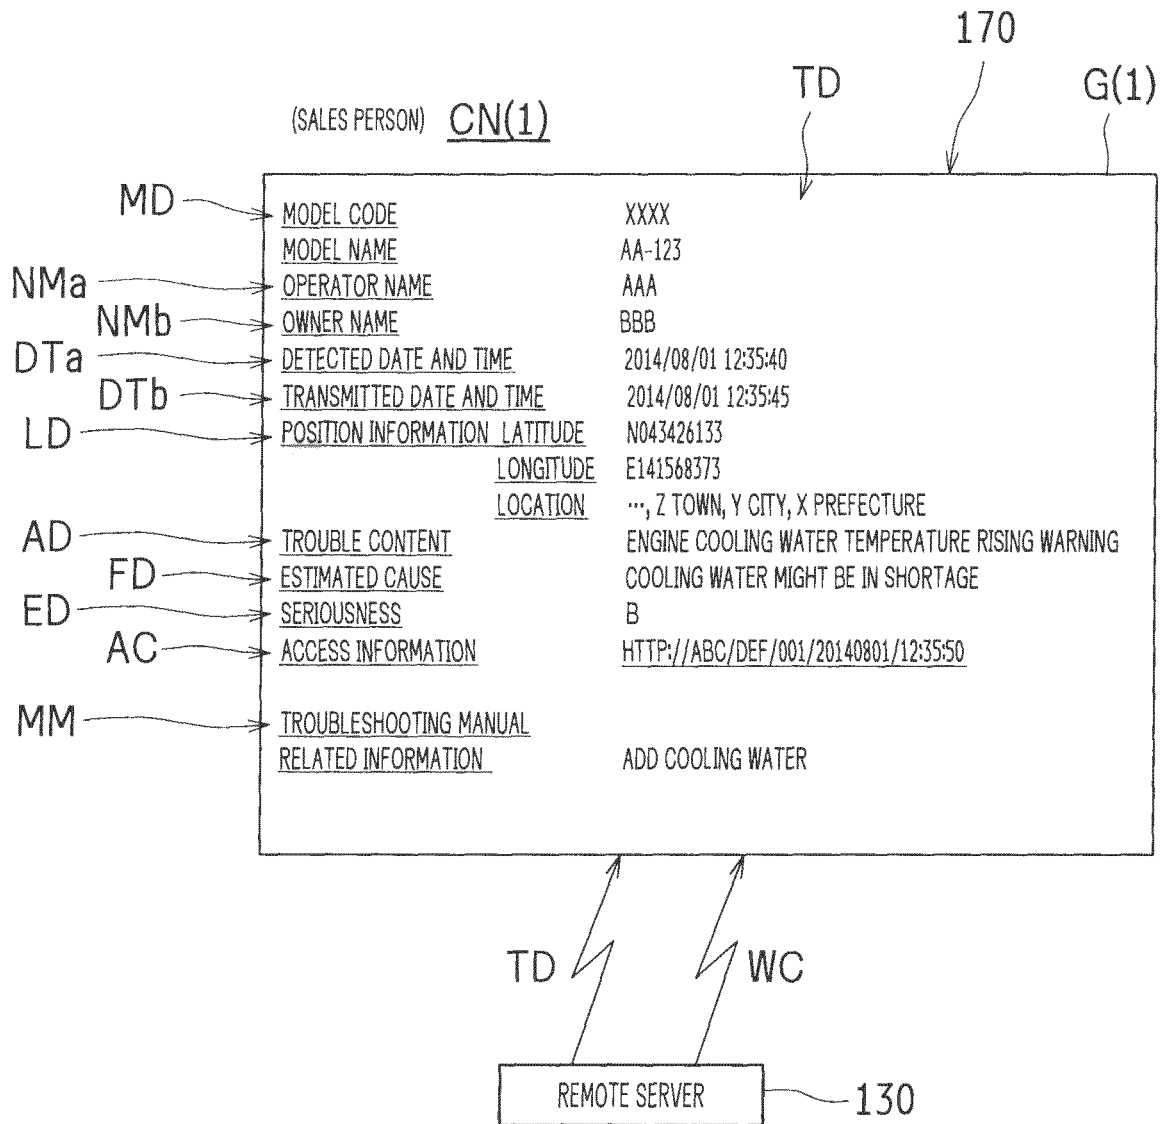 170
TD
G(1)
(SALES PERSON) CN(1)
MD MODEL CODE XXXX
MODEL NAME AA-123
NMa OPERATOR NAME AAA
NMb OWNER NAME BBB
DTa DETECTED DATE AND TIME 2014/08/01 12:35:40
DTb TRANSMITTED DATE AND TIME 2014/08/01 12:35:45
LD POSITION INFORMATION LATITUDE N043426133
LONGITUDE E141568373
LOCATION ···, Z TOWN, Y CITY, X PREFECTURE
AD TROUBLE CONTENT ENGINE COOLING WATER TEMPERATURE RISING WARNING
FD ESTIMATED CAUSE COOLING WATER MIGHT BE IN SHORTAGE
ED SERIOUSNESS B
AC ACCESS INFORMATION HTTP://ABC/DEF/001/20140801/12:35:50
MM TROUBLESHOOTING MANUAL
RELATED INFORMATION ADD COOLING WATER
TD WC
REMOTE SERVER 130